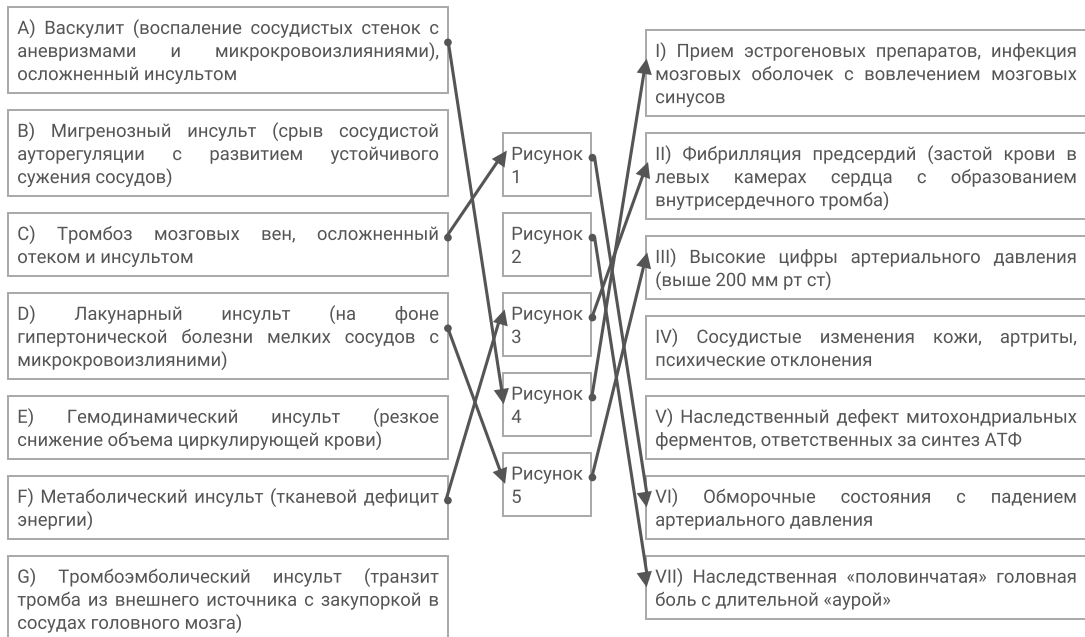 A) Васкулит (воспаление сосудистых стенок с
аневризмами и микрокровоизлияниями),
осложненный инсультом
B) Мигренозный инсульт (срыв сосудистой
ауторегуляции с развитием устойчивого
сужения сосудов)
C) Тромбоз мозговых вен, осложненный
отеком и инсультом
D) Лакунарный инсульт (на фоне
гипертонической болезни мелких сосудов с
микрокровоизлияними)
E) Гемодинамический инсульт (резкое
снижение объема циркулирующей крови)
F) Метаболический инсульт (тканевой дефицит
энергии)
G) Тромбоэмболический инсульт (транзит
тромба из внешнего источника с закупоркой в
сосудах головного мозга)
Рисунок
1
Рисунок
2
Рисунок
3
Рисунок
4
Рисунок
5
I) Прием эстрогеновых препаратов, инфекция
мозговых оболочек с вовлечением мозговых
синусов
II) Фибрилляция предсердий (застой крови в
левых камерах сердца с образованием
внутрисердечного тромба)
III) Высокие цифры артериального давления
(выше 200 мм рт ст)
IV) Сосудистые изменения кожи, артриты,
психические отклонения
V) Наследственный дефект митохондриальных
ферментов, ответственных за синтез АТФ
VI) Обморочные состояния с падением
артериального давления
VII) Наследственная «половинчатая» головная
боль с длительной «аурой»